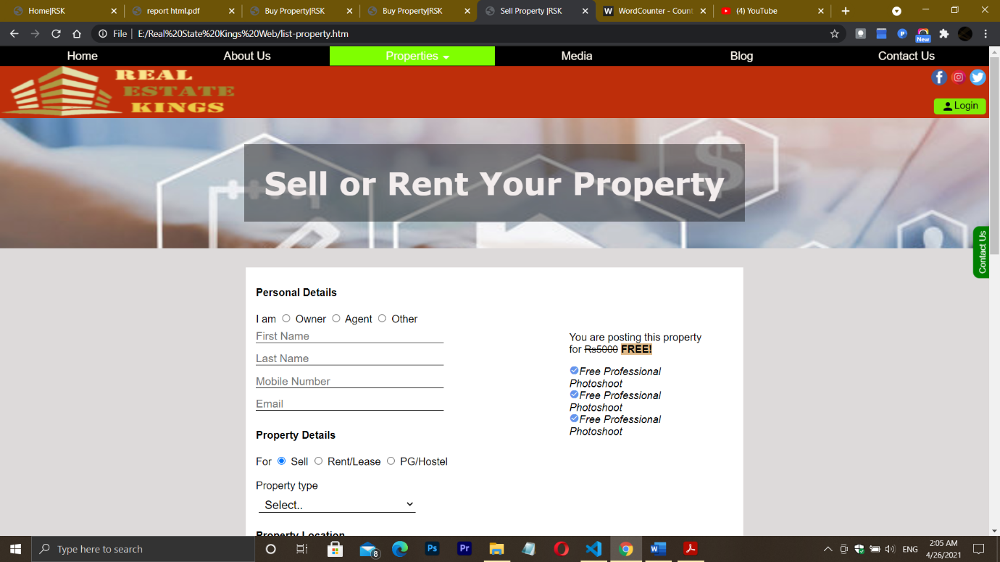 Home|RSK
report html.pdf
Buy Property|RSK
Buy Property|RSK
Sell Property |RSK
WordCounter - Count
(4) YouTube
File | E:/Real%20State%20Kings%20Web/list-property.htm
New
Home About Us Properties Media Blog Contact Us
REAL
ESTATE
KINGS
Login
Sell or Rent Your Property
Contact Us
Personal Details
I am Owner Agent Other
First Name
Last Name
Mobile Number
Email
You are posting this property
for Rs5000 FREE!
Free Professional
Photoshoot
Free Professional
Photoshoot
Free Professional
Photoshoot
Property Details
For Sell Rent/Lease PG/Hostel
Property type
Select..
Property Location
Type here to search
8
Ps
Pr
ENG
2:05 AM
4/26/2021